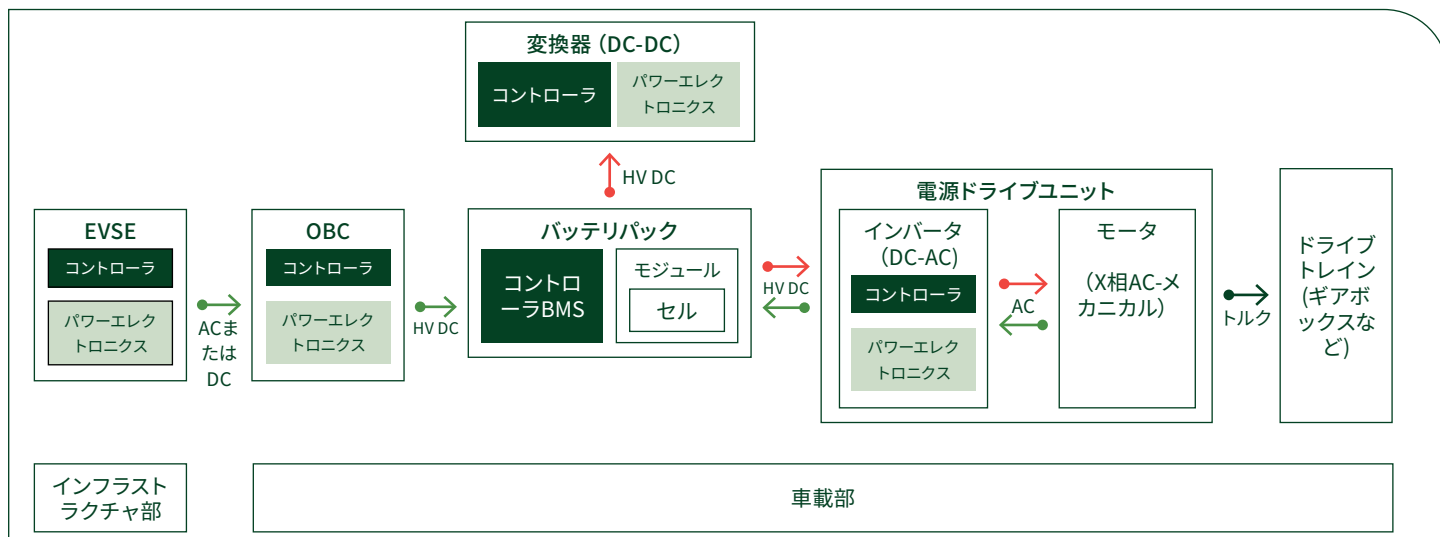 変換器（DC-DC）
コントローラ
パワーエレク
トロニクス
HV DC
EVSE
コントローラ
パワーエレク
トロニクス
ACま
たは
DC
OBC
コントローラ
パワーエレク
トロニクス
HV DC
バッテリパック
コントロ
ーラBMS
モジュール
セル
HV DC
電源ドライブユニット
インバータ
（DC-AC)
コントローラ
パワーエレク
トロニクス
AC
モータ
（X相AC-メ
カニカル）
トルク
ドライブ
トレイン
(ギアボ
ックスな
ど)
インフラスト
ラクチャ部
車載部